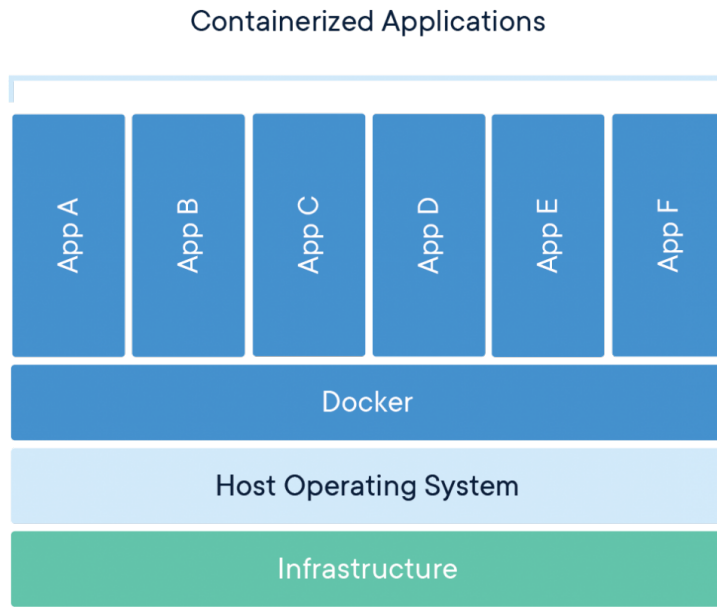 Containerized Applications
App A
App B
App C
App D
App E
App F
Docker
Host Operating System
Infrastructure